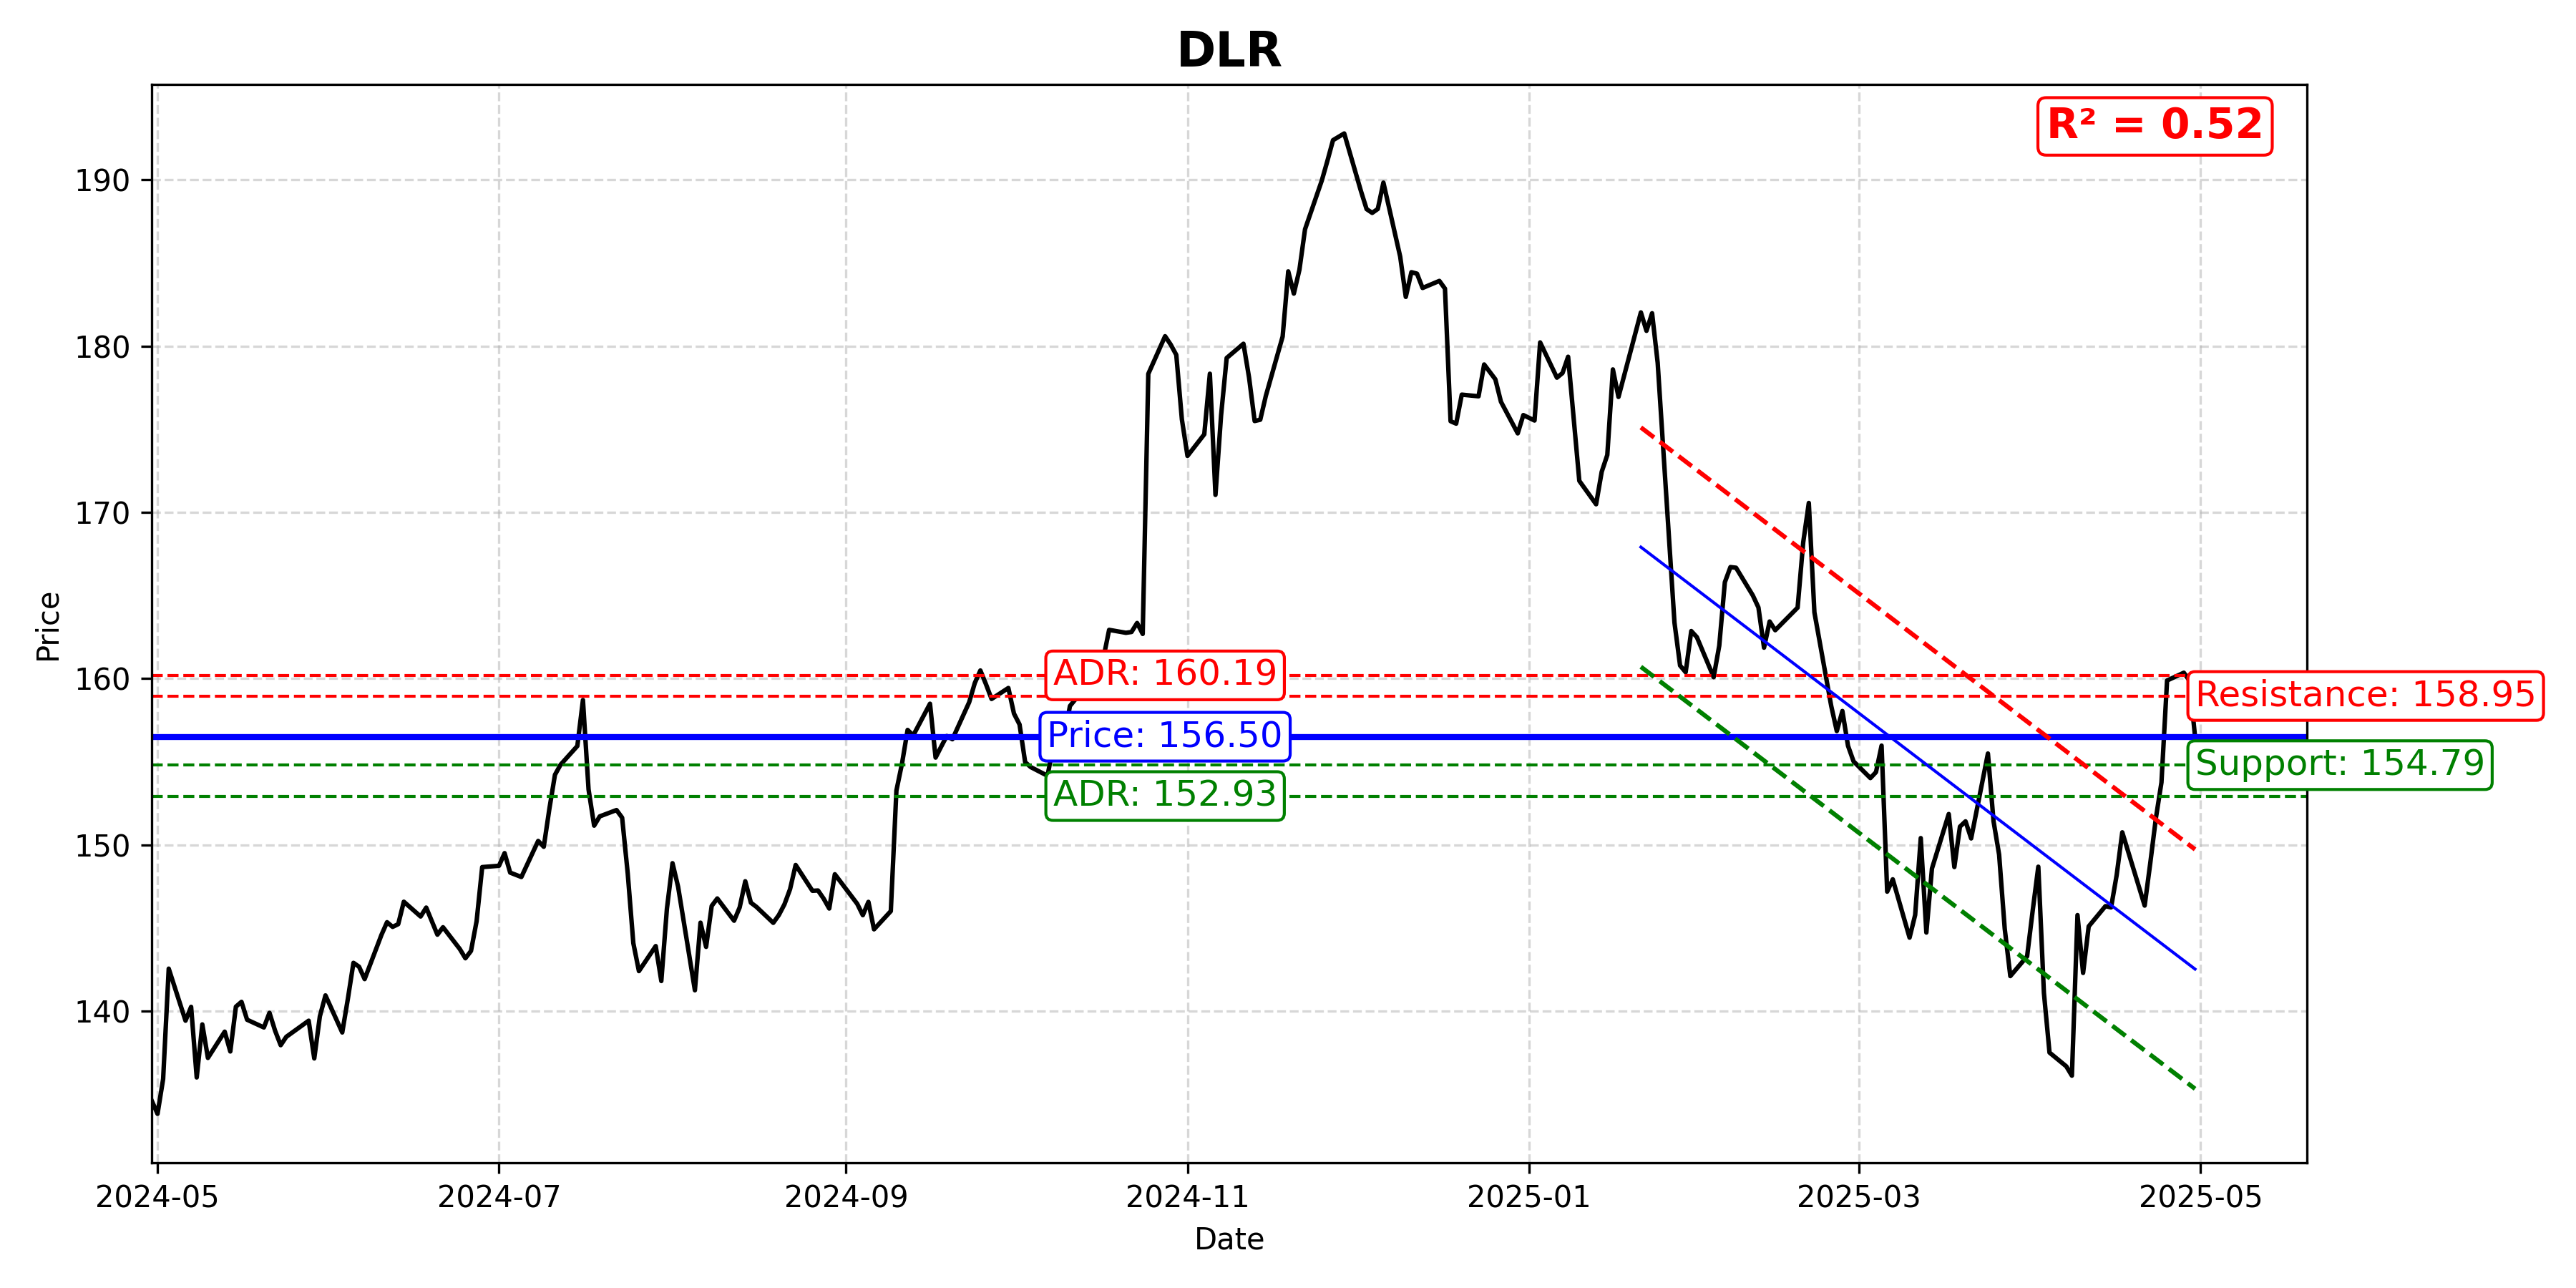 DLR
R² = 0.52
190
180
170
160
150
140
Price
ADR: 160.19
Resistance: 158.95
Price: 156.50
Support: 154.79
ADR: 152.93
2024-05
2024-07
2024-09
2024-11
2025-01
2025-03
2025-05
Date